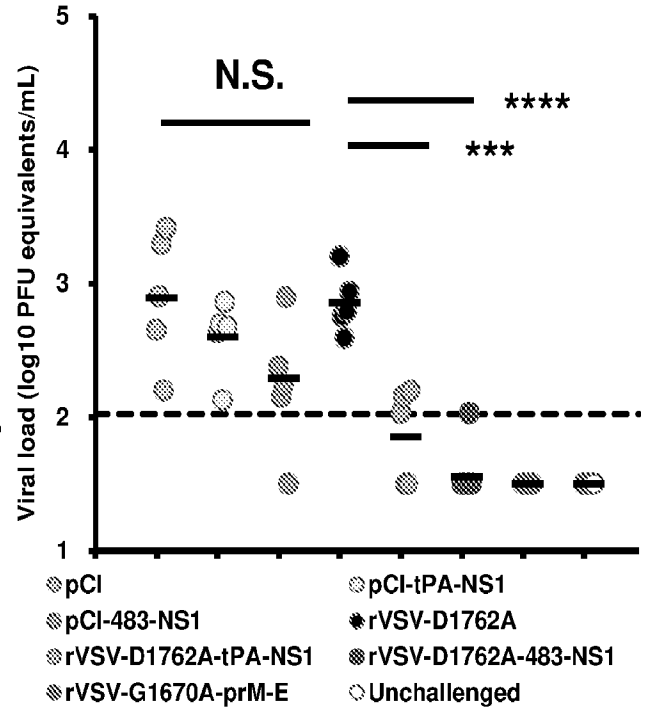 5
N.S.
****
4
***
3
2
1
Viral load (log10 PFU equivalents/mL)
pCI pCI-tPA-NS1
pCI-483-NS1 rVSV-D1762A
rVSV-D1762A-tPA-NS1 rVSV-D1762A-483-NS1
rVSV-G1670A-prM-E Unchallenged